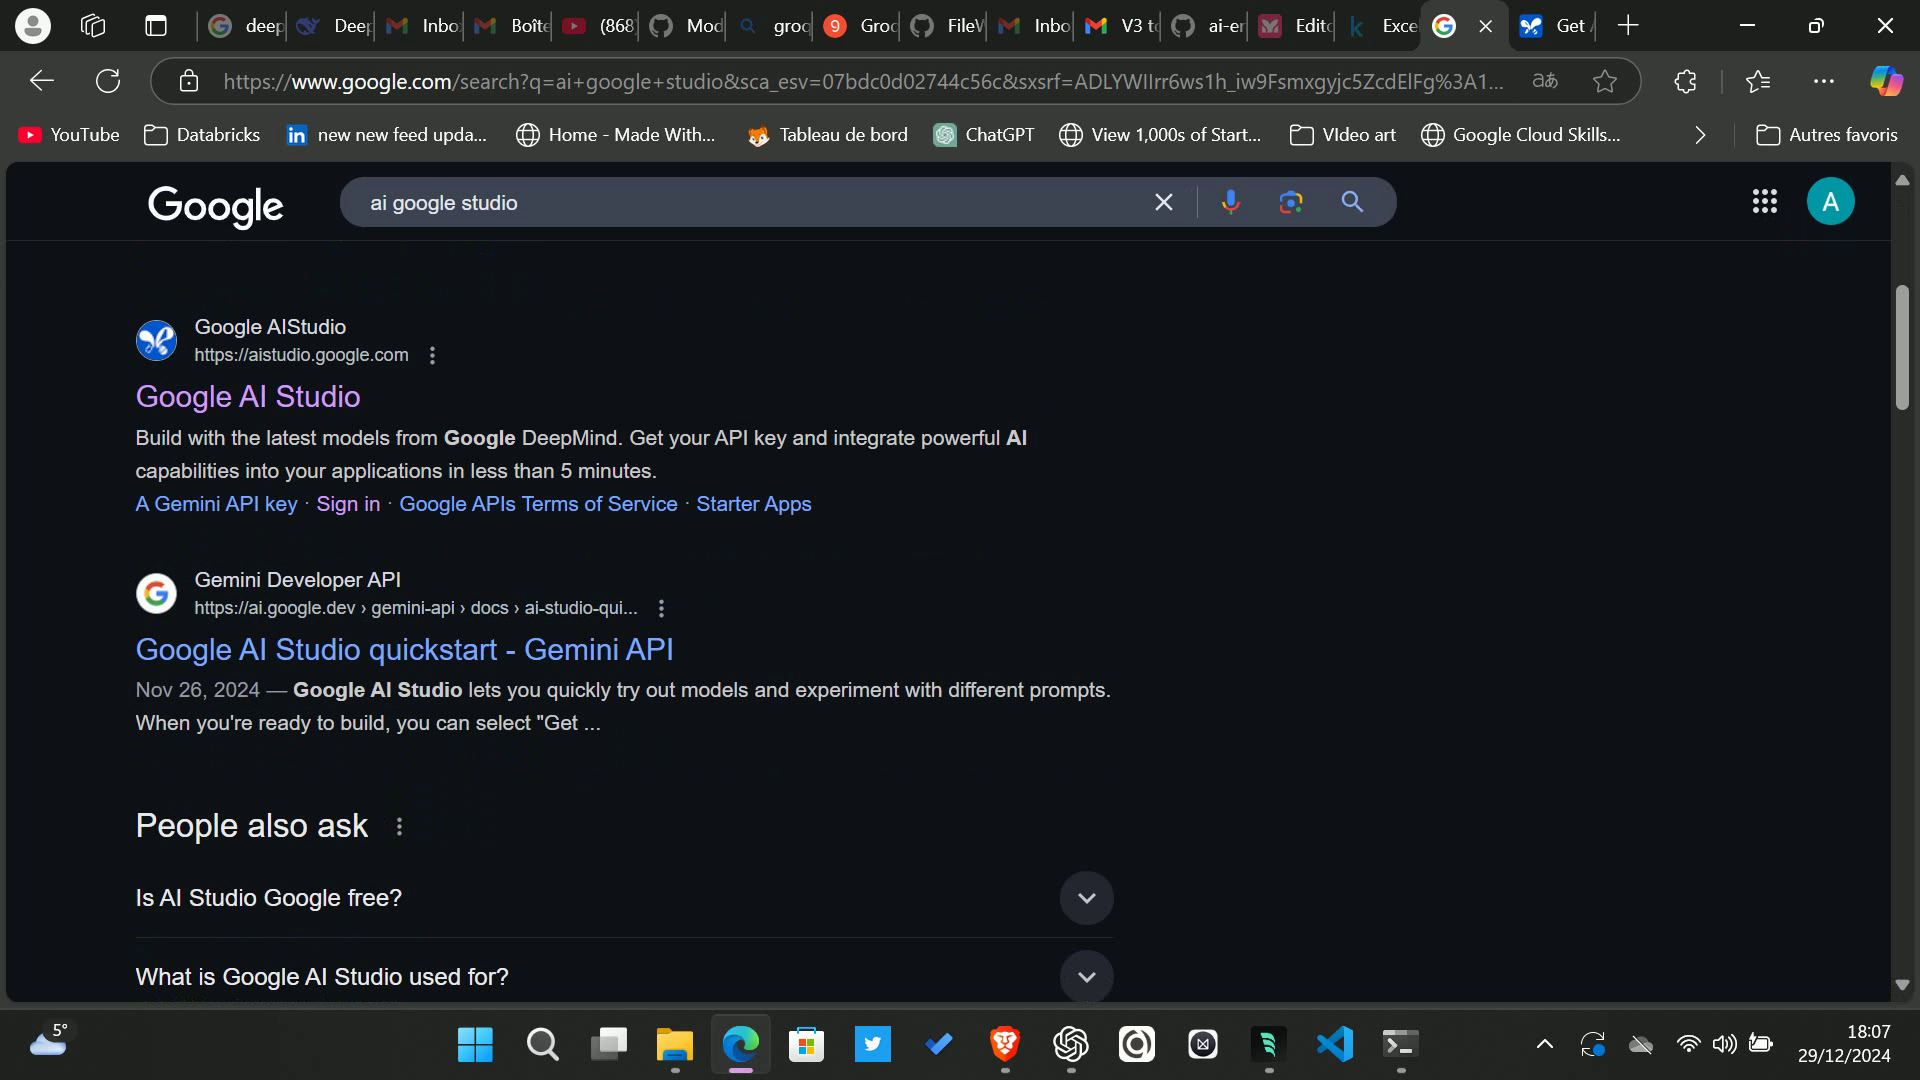 deep
Deep
Inbo
Boîte
(868
Mod
groq
Groq
FileV
Inbo
V3 to
ai-er
Edito
Exce
Get
https://www.google.com/search?q=ai+google+studio&sca_esv=07bdc0d02744c56c&sxsrf=ADLYWIIrr6ws1h_iw9Fsmxgyjc5ZcdElFg%3A1...
YouTube
Databricks
new new feed upda...
Home - Made With...
Tableau de bord
ChatGPT
View 1,000s of Start...
VIdeo art
Google Cloud Skills...
Autres favoris
Google
ai google studio
A
Google AIStudio
https://aistudio.google.com
Google AI Studio
Build with the latest models from Google DeepMind. Get your API key and integrate powerful AI
capabilities into your applications in less than 5 minutes.
A Gemini API key · Sign in · Google APIs Terms of Service · Starter Apps
Gemini Developer API
https://ai.google.dev › gemini-api › docs › ai-studio-qui...
Google AI Studio quickstart - Gemini API
Nov 26, 2024 — Google AI Studio lets you quickly try out models and experiment with different prompts.
When you're ready to build, you can select "Get ...
People also ask
Is AI Studio Google free?
What is Google AI Studio used for?
5°
18:07
29/12/2024